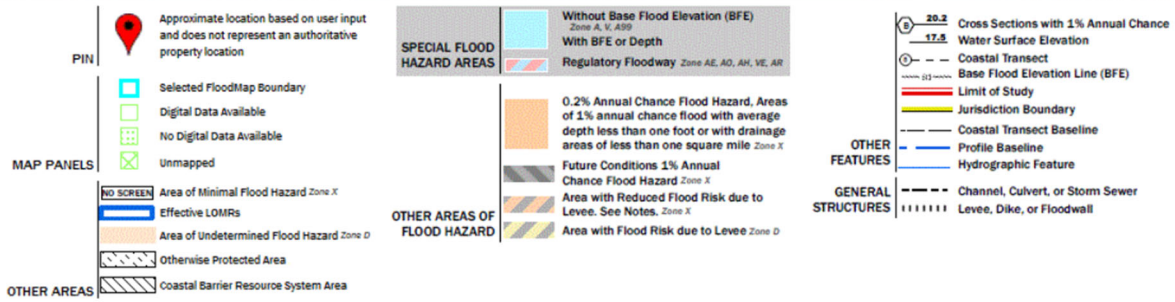 PIN
Approximate location based on user input
and does not represent an authoritative
property location
MAP PANELS
Selected FloodMap Boundary
Digital Data Available
No Digital Data Available
Unmapped
OTHER AREAS
NO SCREEN Area of Minimal Flood Hazard Zone X
Effective LOMRs
Area of Undetermined Flood Hazard Zone D
Otherwise Protected Area
Coastal Barrier Resource System Area
SPECIAL FLOOD
HAZARD AREAS
Without Base Flood Elevation (BFE)
Zone A, V, A99
With BFE or Depth
Regulatory Floodway Zone AE, AO, AH, VE, AR
OTHER AREAS OF
FLOOD HAZARD
0.2% Annual Chance Flood Hazard, Areas
of 1% annual chance flood with average
depth less than one foot or with drainage
areas of less than one square mile Zone X
Future Conditions 1% Annual
Chance Flood Hazard Zone X
Area with Reduced Flood Risk due to
Levee. See Notes. Zone X
Area with Flood Risk due to Levee Zone D
OTHER
FEATURES
B 20.2 Cross Sections with 1% Annual Chance
17.5 Water Surface Elevation
8 Coastal Transect
Base Flood Elevation Line (BFE)
Limit of Study
Jurisdiction Boundary
Coastal Transect Baseline
Profile Baseline
Hydrographic Feature
GENERAL
STRUCTURES
Channel, Culvert, or Storm Sewer
Levee, Dike, or Floodwall